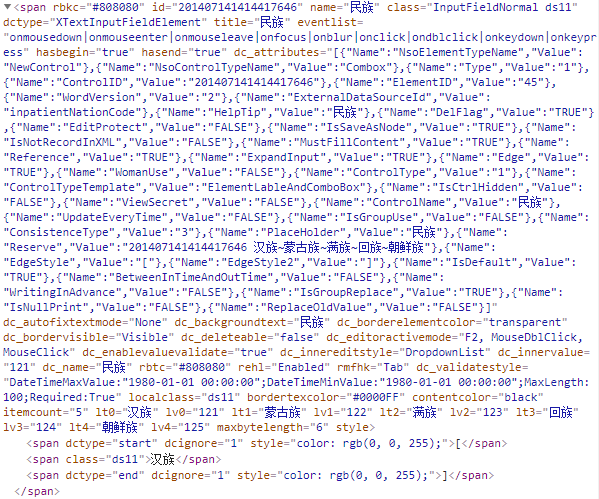 ▼<span rbkc="#808080" id="201407141414417646" name="民族" class="InputFieldNormal ds11"
dctype="XTextInputFieldElement" title="民族" eventlist=
"onmousedown|onmouseenter|onmouseleave|onfocus|onblur|onclick|ondblclick|onkeydown|onkeypr
ess" hasbegin="true" hasend="true" dc_attributes="[{"Name":"NsoElementTypeName","Value":
"NewControl"},{"Name":"NsoControlTypeName","Value":"Combox"},{"Name":"Type","Value":"1"},
{"Name":"ControlID","Value":"201407141414417646"},{"Name":"ElementID","Value":"45"},
{"Name":"WordVersion","Value":"2"},{"Name":"ExternalDataSourceId","Value":
"inpatientNationCode"},{"Name":"HelpTip","Value":"民族"},{"Name":"DelFlag","Value":"TRUE"}
,{"Name":"EditProtect","Value":"FALSE"},{"Name":"IsSaveAsNode","Value":"TRUE"},{"Name":
"IsNotRecordInXML","Value":"FALSE"},{"Name":"MustFillContent","Value":"TRUE"},{"Name":
"Reference","Value":"TRUE"},{"Name":"ExpandInput","Value":"TRUE"},{"Name":"Edge","Value":
"TRUE"},{"Name":"WomanUse","Value":"FALSE"},{"Name":"ControlType","Value":"1"},{"Name":
"ControlTypeTemplate","Value":"ElementLableAndComboBox"},{"Name":"IsCtrlHidden","Value":
"FALSE"},{"Name":"ViewSecret","Value":"FALSE"},{"Name":"ControlName","Value":"民族"},
{"Name":"UpdateEveryTime","Value":"FALSE"},{"Name":"IsGroupUse","Value":"FALSE"},{"Name":
"ConsistenceType","Value":"3"},{"Name":"PlaceHolder","Value":"民族"},{"Name":
"Reserve","Value":"201407141414417646 汉族~蒙古族~满族~回族~朝鲜族"},{"Name":
"EdgeStyle","Value":"["},{"Name":"EdgeStyle2","Value":"]"},{"Name":"IsDefault","Value":
"TRUE"},{"Name":"BetweenInTimeAndOutTime","Value":"FALSE"},{"Name":
"WritingInAdvance","Value":"FALSE"},{"Name":"IsGroupReplace","Value":"TRUE"},{"Name":
"IsNullPrint","Value":"FALSE"},{"Name":"ReplaceOldValue","Value":"FALSE"}]"
dc_autofixtextmode="None" dc_backgroundtext="民族" dc_borderelementcolor="transparent"
dc_bordervisible="Visible" dc_deleteable="false" dc_editoractivemode="F2, MouseDblClick,
MouseClick" dc_enablevaluevalidate="true" dc_innereditstyle="DropdownList" dc_innervalue=
"121" dc_name="民族" rbtc="#808080" rehl="Enabled" rmfhk="Tab" dc_validatestyle=
"DateTimeMaxValue:"1980-01-01 00:00:00";DateTimeMinValue:"1980-01-01 00:00:00";MaxLength:
100;Required:True" localclass="ds11" bordertexcolor="#0000FF" contentcolor="black"
itemcount="5" lt0="汉族" lv0="121" lt1="蒙古族" lv1="122" lt2="满族" lv2="123" lt3="回族"
lv3="124" lt4="朝鲜族" lv4="125" maxbytelength="6" style>
<span dctype="start" dcignore="1" style="color: rgb(0, 0, 255);">[</span>
<span class="ds11">汉族</span>
<span dctype="end" dcignore="1" style="color: rgb(0, 0, 255);">]</span>
</span>